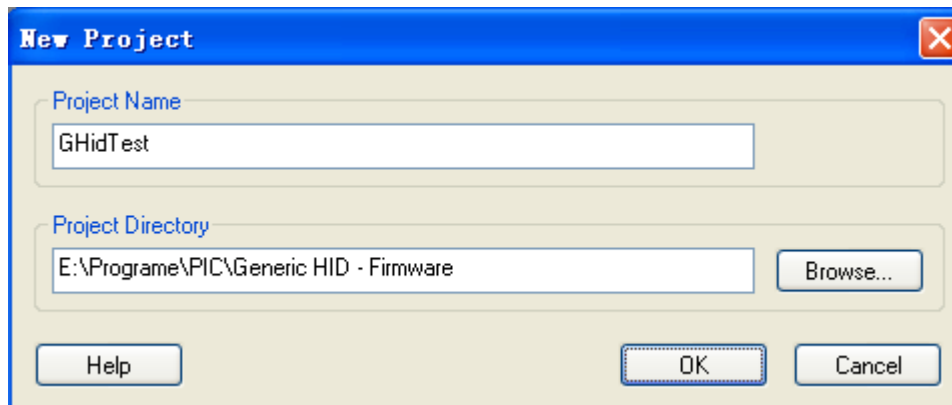 New Project
Project Name
GHidTest
Project Directory
E:\Programe\PIC\Generic HID - Firmware
Browse...
Help
OK
Cancel